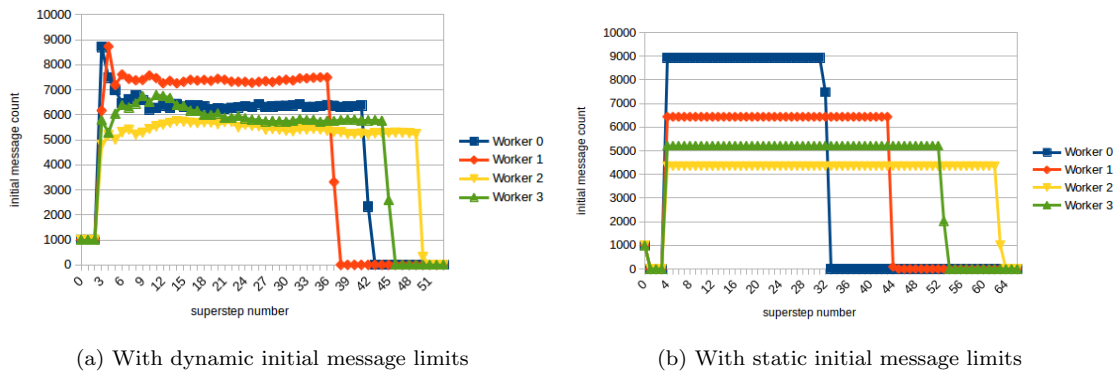 10000
9000
8000
7000
6000
5000
4000
3000
2000
1000
0
initial message count
0 3 6 9 12 15 18 21 24 27 30 33 36 39 42 45 48 51
superstep number
Worker 0
Worker 1
Worker 2
Worker 3
(a) With dynamic initial message limits
10000
9000
8000
7000
6000
5000
4000
3000
2000
1000
0
initial message count
0 4 8 12 16 20 24 28 32 36 40 44 48 52 56 60 64
superstep number
Worker 0
Worker 1
Worker 2
Worker 3
(b) With static initial message limits